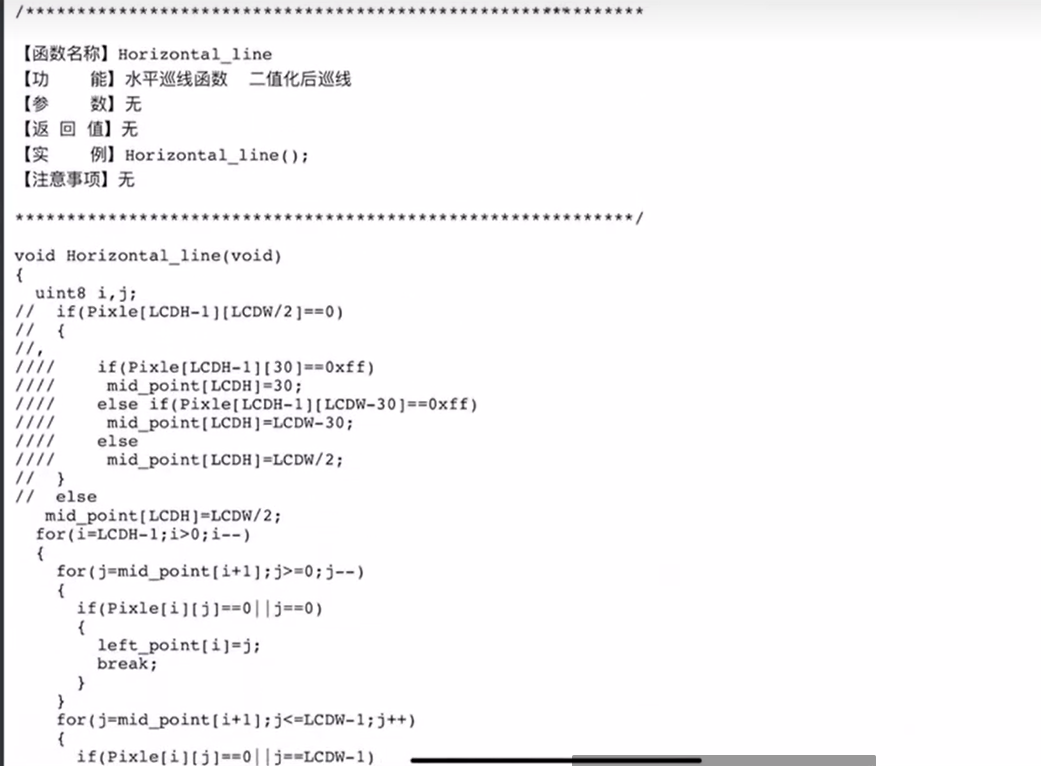 /************************************************************
【函数名称】Horizontal_line
【功    能】水平巡线函数  二值化后巡线
【参    数】无
【返 回 值】无
【实    例】Horizontal_line();
【注意事项】无
************************************************************/
void Horizontal_line(void)
{
  uint8 i,j;
//  if(Pixle[LCDH-1][LCDW/2]==0)
//  {
//,
////    if(Pixle[LCDH-1][30]==0xff)
////     mid_point[LCDH]=30;
////    else if(Pixle[LCDH-1][LCDW-30]==0xff)
////     mid_point[LCDH]=LCDW-30;
////    else
////     mid_point[LCDH]=LCDW/2;
//  }
//  else
   mid_point[LCDH]=LCDW/2;
  for(i=LCDH-1;i>0;i--)
  {
    for(j=mid_point[i+1];j>=0;j--)
    {
      if(Pixle[i][j]==0||j==0)
      {
        left_point[i]=j;
        break;
      }
    }
    for(j=mid_point[i+1];j<=LCDW-1;j++)
    {
      if(Pixle[i][j]==0||j==LCDW-1)